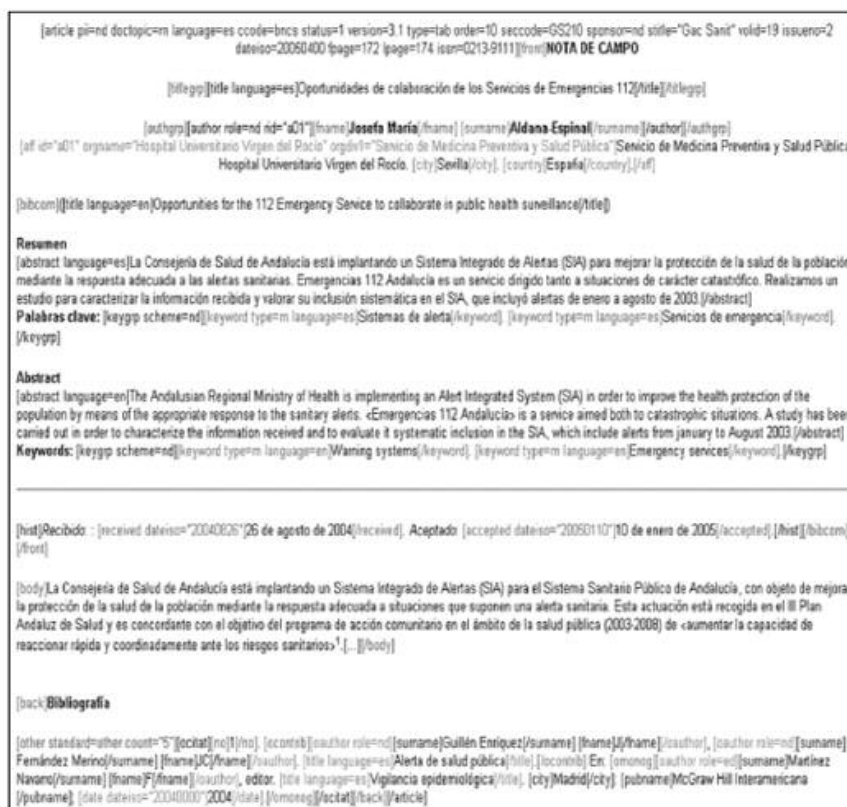 [article pii=nd doctopic=rn language=es ccode=bncs status=1 version=3.1 type=tab order=10 seccode=GS210 sponsor=nd stitle="Gac Sanit" volid=19 issueno=2
dateiso=20050400 fpage=172 lpage=174 issn=0213-9111][front]NOTA DE CAMPO
[titlegrp][title language=es]Oportunidades de colaboración de los Servicios de Emergencias 112[/title][/titlegrp]
[authgrp][author role=nd rid="a01"][fname]Josefa María[/fname] [surname]Aldana-Espinal[/surname][/author][/authgrp]
[aff id="a01" orgname="Hospital Universitario Virgen del Rocío" orgdiv1="Servicio de Medicina Preventiva y Salud Pública"]Servicio de Medicina Preventiva y Salud Pública
Hospital Universitario Virgen del Rocío. [city]Sevilla[/city]. [country]España[/country].[/aff]
[bibcom]([title language=en]Opportunities for the 112 Emergency Service to collaborate in public health surveillance[/title])
Resumen
[abstract language=es]La Consejería de Salud de Andalucía está implantando un Sistema Integrado de Alertas (SIA) para mejorar la protección de la salud de la población
mediante la respuesta adecuada a las alertas sanitarias. Emergencias 112 Andalucía es un servicio dirigido tanto a situaciones de carácter catastrófico. Realizamos un
estudio para caracterizar la información recibida y valorar su inclusión sistemática en el SIA, que incluyó alertas de enero a agosto de 2003.[/abstract]
Palabras clave: [keygrp scheme=nd][keyword type=m language=es]Sistemas de alerta[/keyword]. [keyword type=m language=es]Servicios de emergencia[/keyword].
[/keygrp]
Abstract
[abstract language=en]The Andalusian Regional Ministry of Health is implementing an Alert Integrated System (SIA) in order to improve the health protection of the
population by means of the appropriate response to the sanitary alerts. <Emergencias 112 Andalucía> is a service aimed both to catastrophic situations. A study has been
carried out in order to characterize the information received and to evaluate it systematic inclusion in the SIA, which include alerts from january to August 2003.[/abstract]
Keywords: [keygrp scheme=nd][keyword type=m language=en]Warning systems[/keyword]. [keyword type=m language=en]Emergency services[/keyword].[/keygrp]
[hist]Recibido: : [received dateiso="20040826"]26 de agosto de 2004[/received]. Aceptado: [accepted dateiso="20050110"]10 de enero de 2005[/accepted].[/hist][/bibcom]
[/front]
[body]La Consejería de Salud de Andalucía está implantando un Sistema Integrado de Alertas (SIA) para el Sistema Sanitario Público de Andalucía, con objeto de mejora
la protección de la salud de la población mediante la respuesta adecuada a situaciones que suponen una alerta sanitaria. Esta actuación está recogida en el III Plan
Andaluz de Salud y es concordante con el objetivo del programa de acción comunitario en el ámbito de la salud pública (2003-2008) de <aumentar la capacidad de
reaccionar rápida y coordinadamente ante los riesgos sanitarios>1.[...][/body]
[back]Bibliografía
[other standard=other count="5"][ocitat][no]1[/no]. [ocontrib][oauthor role=nd][surname]Guillén Enríquez[/surname] [fname]J[/fname][/oauthor], [oauthor role=nd][surname]
Fernández Merino[/surname] [fname]JC[/fname][/oauthor]. [title language=es]Alerta de salud pública[/title].[/ocontrib] En: [omonog][oauthor role=ed][surname]Martínez
Navarro[/surname] [fname]F[/fname][/oauthor], editor. [title language=es]Vigilancia epidemiológica[/title]. [city]Madrid[/city]: [pubname]McGraw Hill Interamericana
[/pubname]; [date dateiso="20040000"]2004[/date].[/omonog][/ocitat][/back][/article]